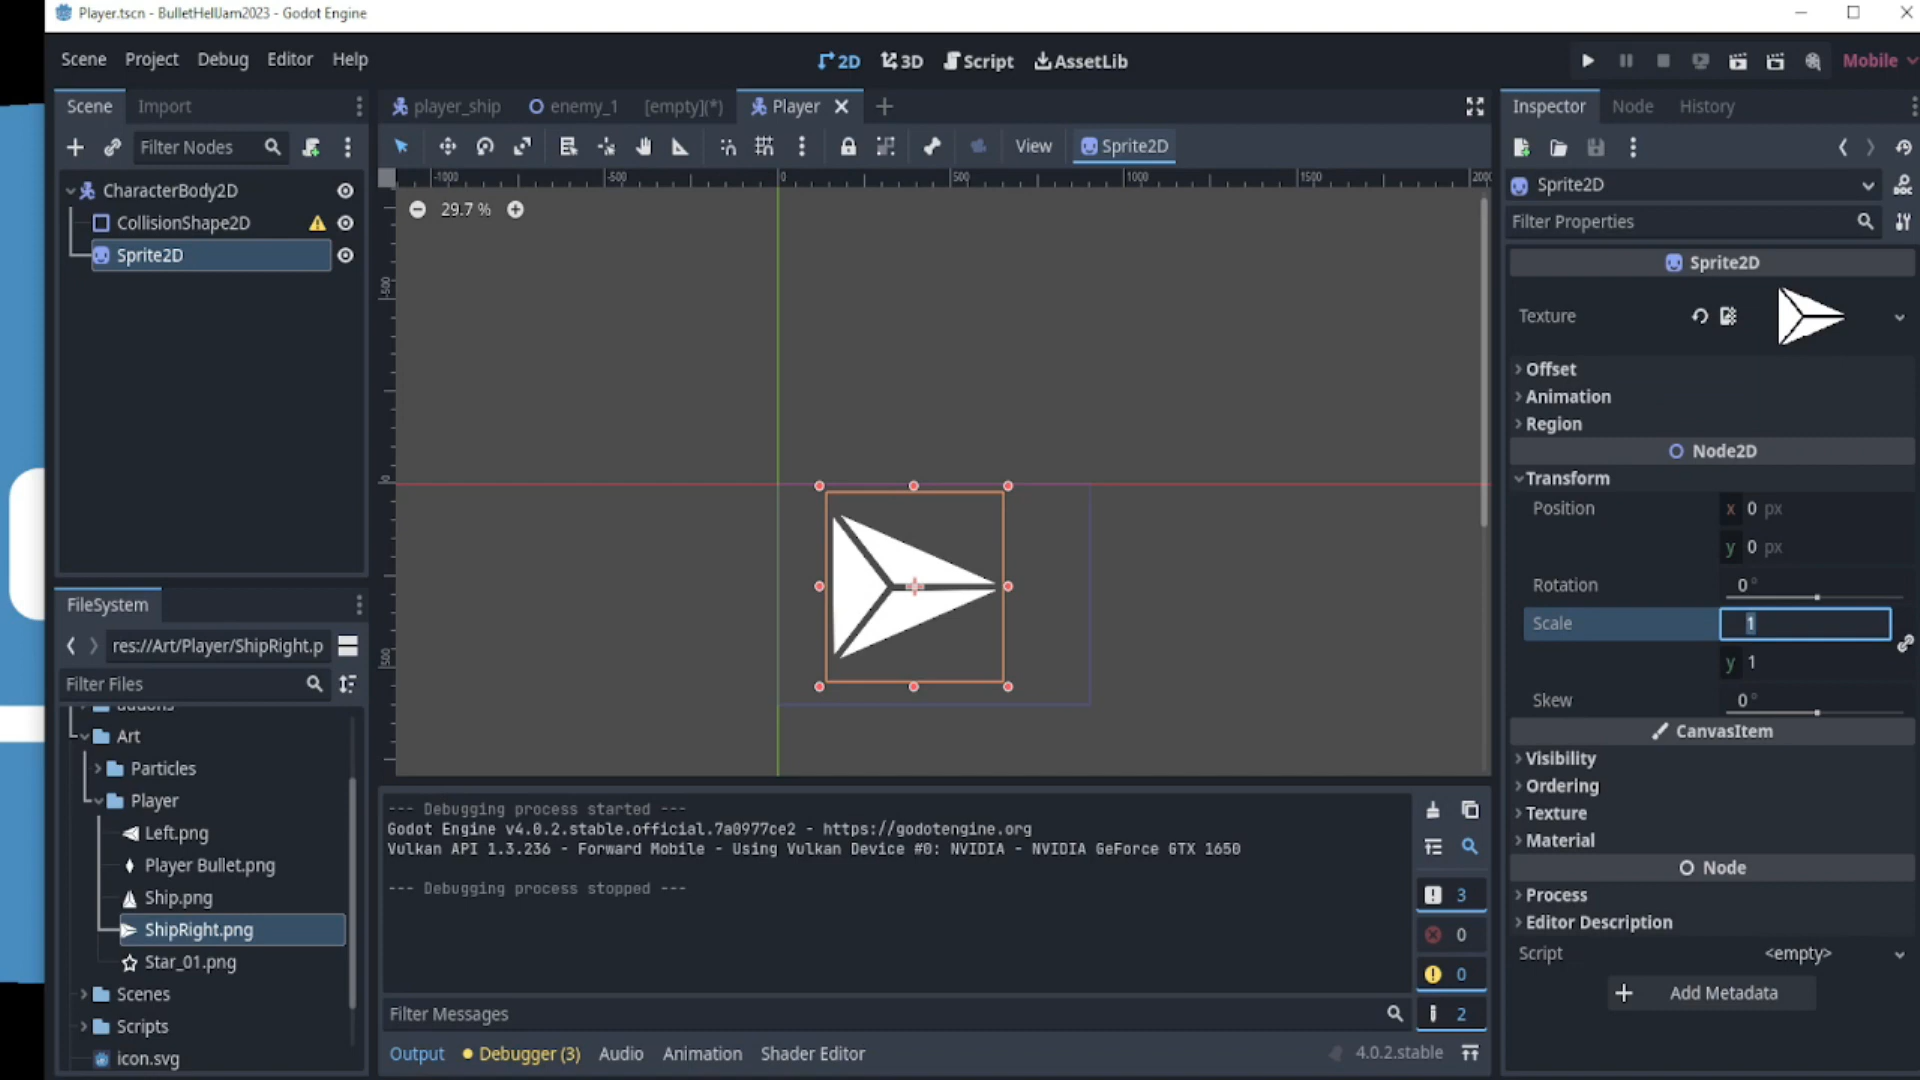 Player.tscn - BulletHellJam2023 - Godot Engine
Scene Project Debug Editor Help
2D 3D Script AssetLib
Mobile
Scene Import
player_ship enemy_1 [empty](*) Player
Inspector Node History
Filter Nodes
View Sprite2D
CharacterBody2D
CollisionShape2D
Sprite2D
-1000 -500 0 500 1000 1500 2000
-500
0
500
29.7 %
Sprite2D
Filter Properties
Sprite2D
Texture
Offset
Animation
Region
Node2D
Transform
Position x 0 px
y 0 px
Rotation 0 °
Scale 1
y 1
Skew 0 °
CanvasItem
Visibility
Ordering
Texture
Material
Node
Process
Editor Description
Script <empty>
Add Metadata
FileSystem
res://Art/Player/ShipRight.p
Filter Files
addons
Art
Particles
Player
Left.png
Player Bullet.png
Ship.png
ShipRight.png
Star_01.png
Scenes
Scripts
icon.svg
--- Debugging process started ---
Godot Engine v4.0.2.stable.official.7a0977ce2 - https://godotengine.org
Vulkan API 1.3.236 - Forward Mobile - Using Vulkan Device #0: NVIDIA - NVIDIA GeForce GTX 1650
--- Debugging process stopped ---
3
0
0
2
Filter Messages
Output Debugger (3) Audio Animation Shader Editor
4.0.2.stable